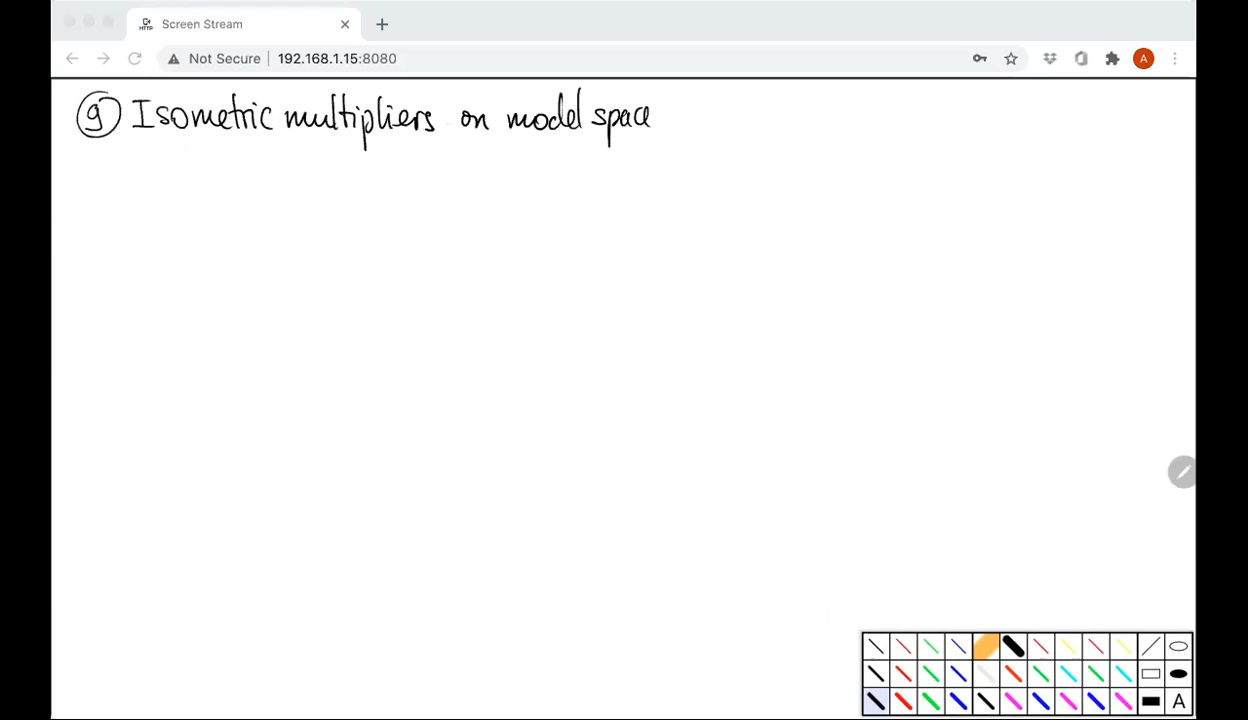 Screen Stream
Not Secure | 192.168.1.15:8080
A
⑨ Isometric multipliers on model space
A